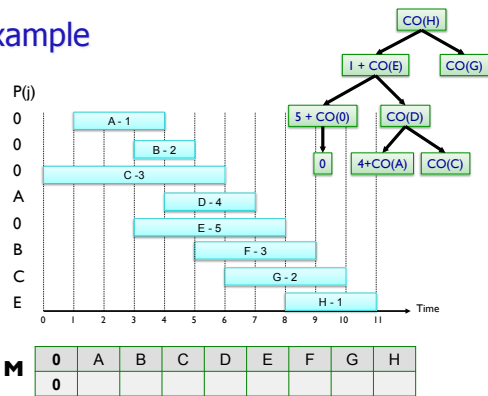 xample
CO(H)
1 + CO(E) CO(G)
5 + CO(0) CO(D)
0 4+CO(A) CO(C)
P(j)
0 A - 1
0 B - 2
0 C -3
A D - 4
0 E - 5
B F - 3
C G - 2
E H - 1
Time
0 1 2 3 4 5 6 7 8 9 10 11
M 0 A B C D E F G H
0